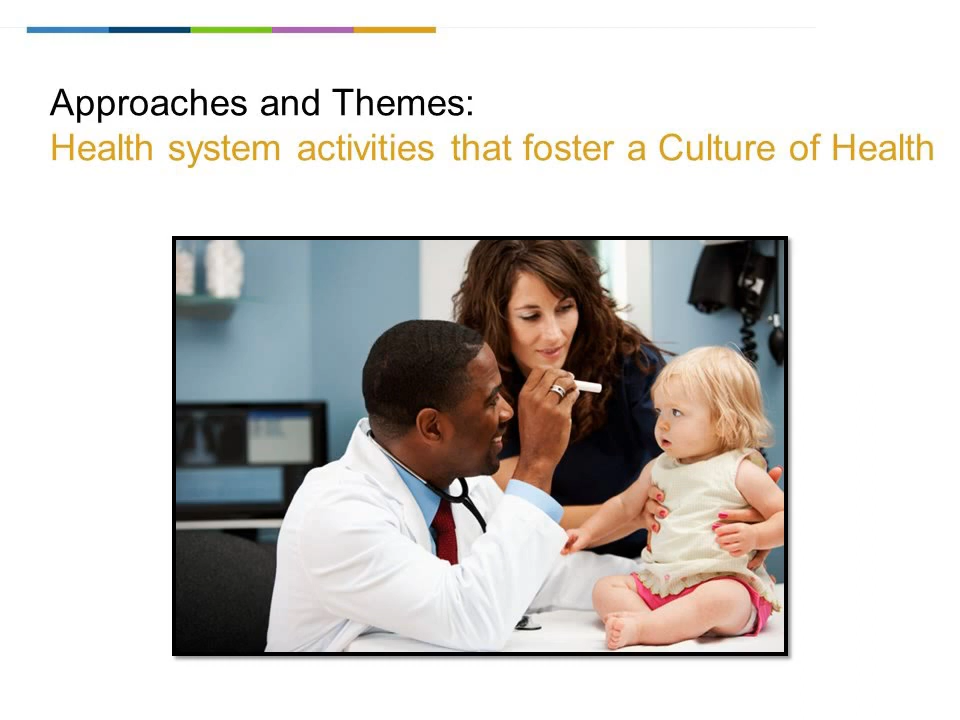 Approaches and Themes:
Health system activities that foster a Culture of Health